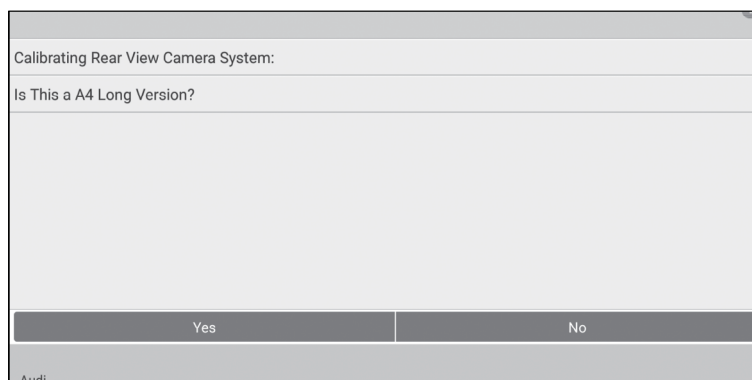 Calibrating Rear View Camera System:
Is This a A4 Long Version?
Yes
No
Audi